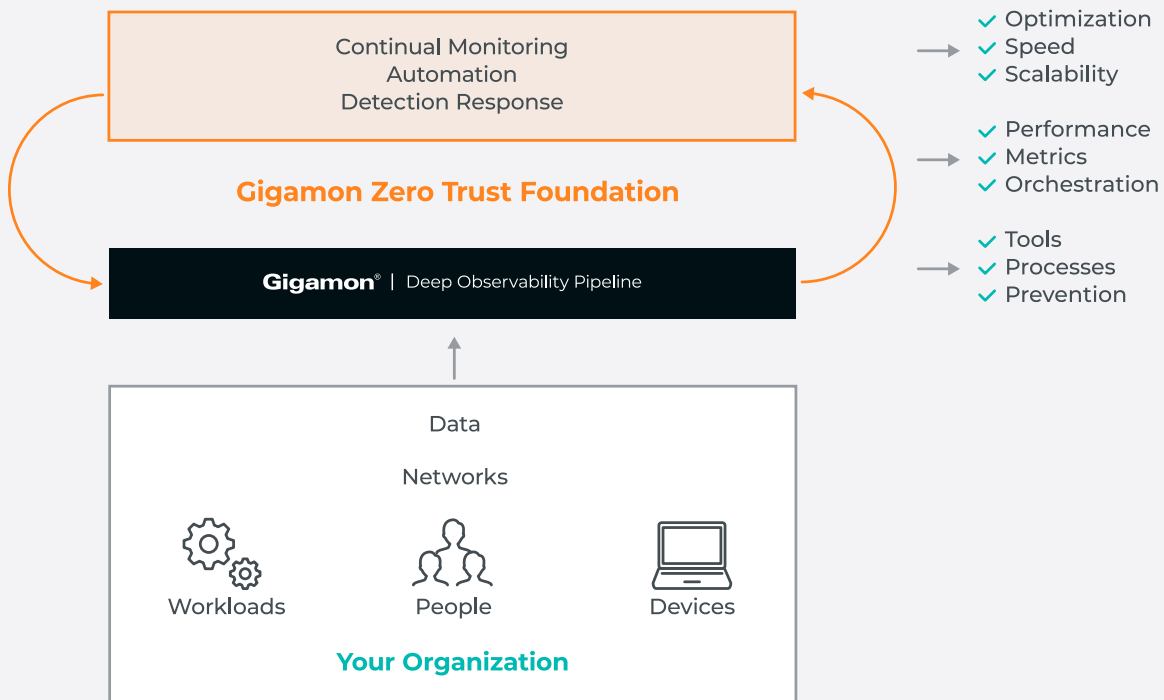 Continual Monitoring
Automation
Detection Response
Gigamon Zero Trust Foundation
Gigamon® | Deep Observability Pipeline
Data
Networks
Workloads
People
Devices
Your Organization
Optimization
Speed
Scalability
Performance
Metrics
Orchestration
Tools
Processes
Prevention